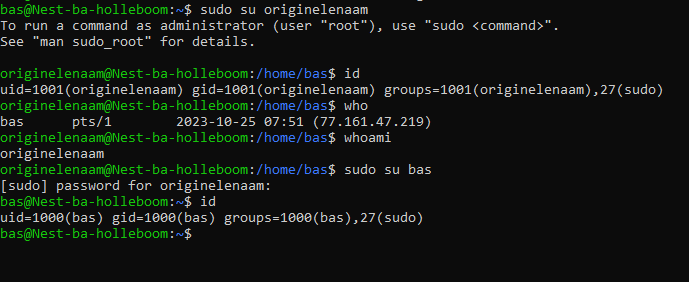 bas@Nest-ba-holleboom:~$ sudo su originelenaam
To run a command as administrator (user "root"), use "sudo <command>".
See "man sudo_root" for details.
originelenaam@Nest-ba-holleboom:/home/bas$ id
uid=1001(originelenaam) gid=1001(originelenaam) groups=1001(originelenaam),27(sudo)
originelenaam@Nest-ba-holleboom:/home/bas$ who
bas      pts/1        2023-10-25 07:51 (77.161.47.219)
originelenaam@Nest-ba-holleboom:/home/bas$ whoami
originelenaam
originelenaam@Nest-ba-holleboom:/home/bas$ sudo su bas
[sudo] password for originelenaam:
bas@Nest-ba-holleboom:~$ id
uid=1000(bas) gid=1000(bas) groups=1000(bas),27(sudo)
bas@Nest-ba-holleboom:~$